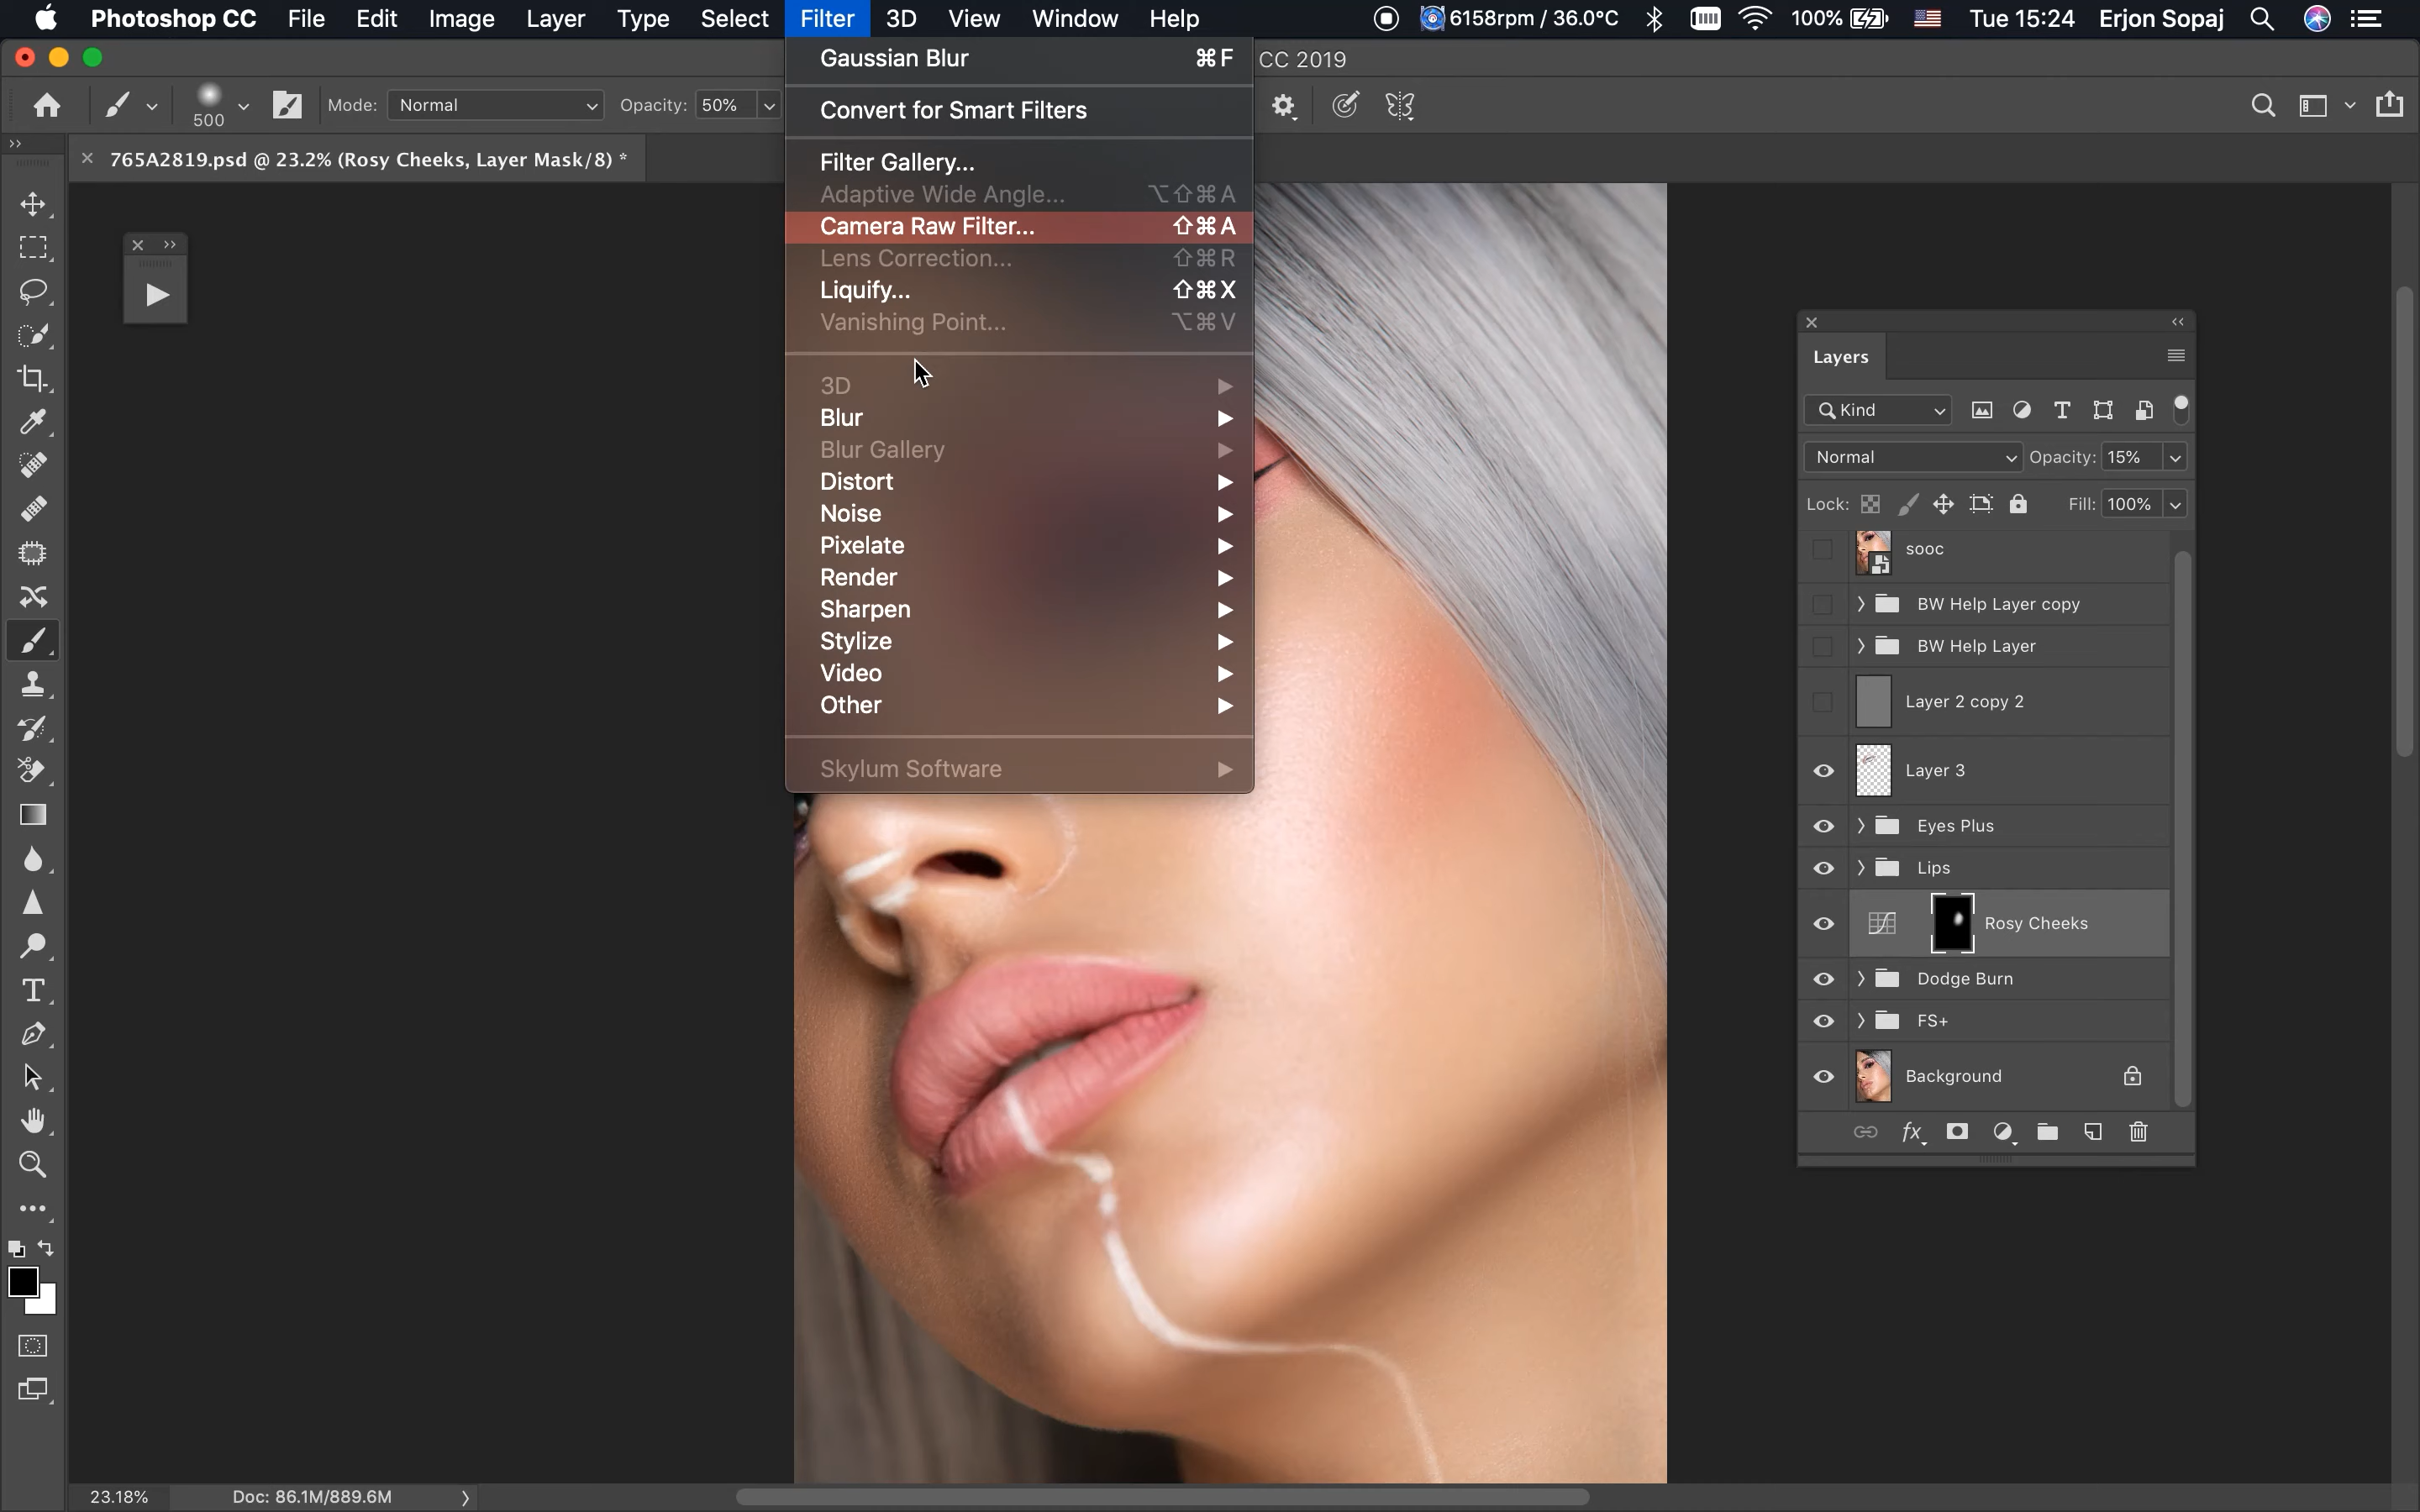 Photoshop CC File Edit Image Layer Type Select Filter 3D View Window Help 6158rpm / 36.0°C 100% Tue 15:24 Erjon Sopaj
CC 2019
500 Mode: Normal Opacity: 50%
765A2819.psd @ 23.2% (Rosy Cheeks, Layer Mask/8) *
Gaussian Blur ⌘F
Convert for Smart Filters
Filter Gallery...
Adaptive Wide Angle... ⌥⇧⌘A
Camera Raw Filter... ⇧⌘A
Lens Correction... ⇧⌘R
Liquify... ⇧⌘X
Vanishing Point... ⌥⌘V
3D
Blur
Blur Gallery
Distort
Noise
Pixelate
Render
Sharpen
Stylize
Video
Other
Skylum Software
Layers
Kind
Normal Opacity: 15%
Lock: Fill: 100%
sooc
BW Help Layer copy
BW Help Layer
Layer 2 copy 2
Layer 3
Eyes Plus
Lips
Rosy Cheeks
Dodge Burn
FS+
Background
fx
23.18% Doc: 86.1M/889.6M